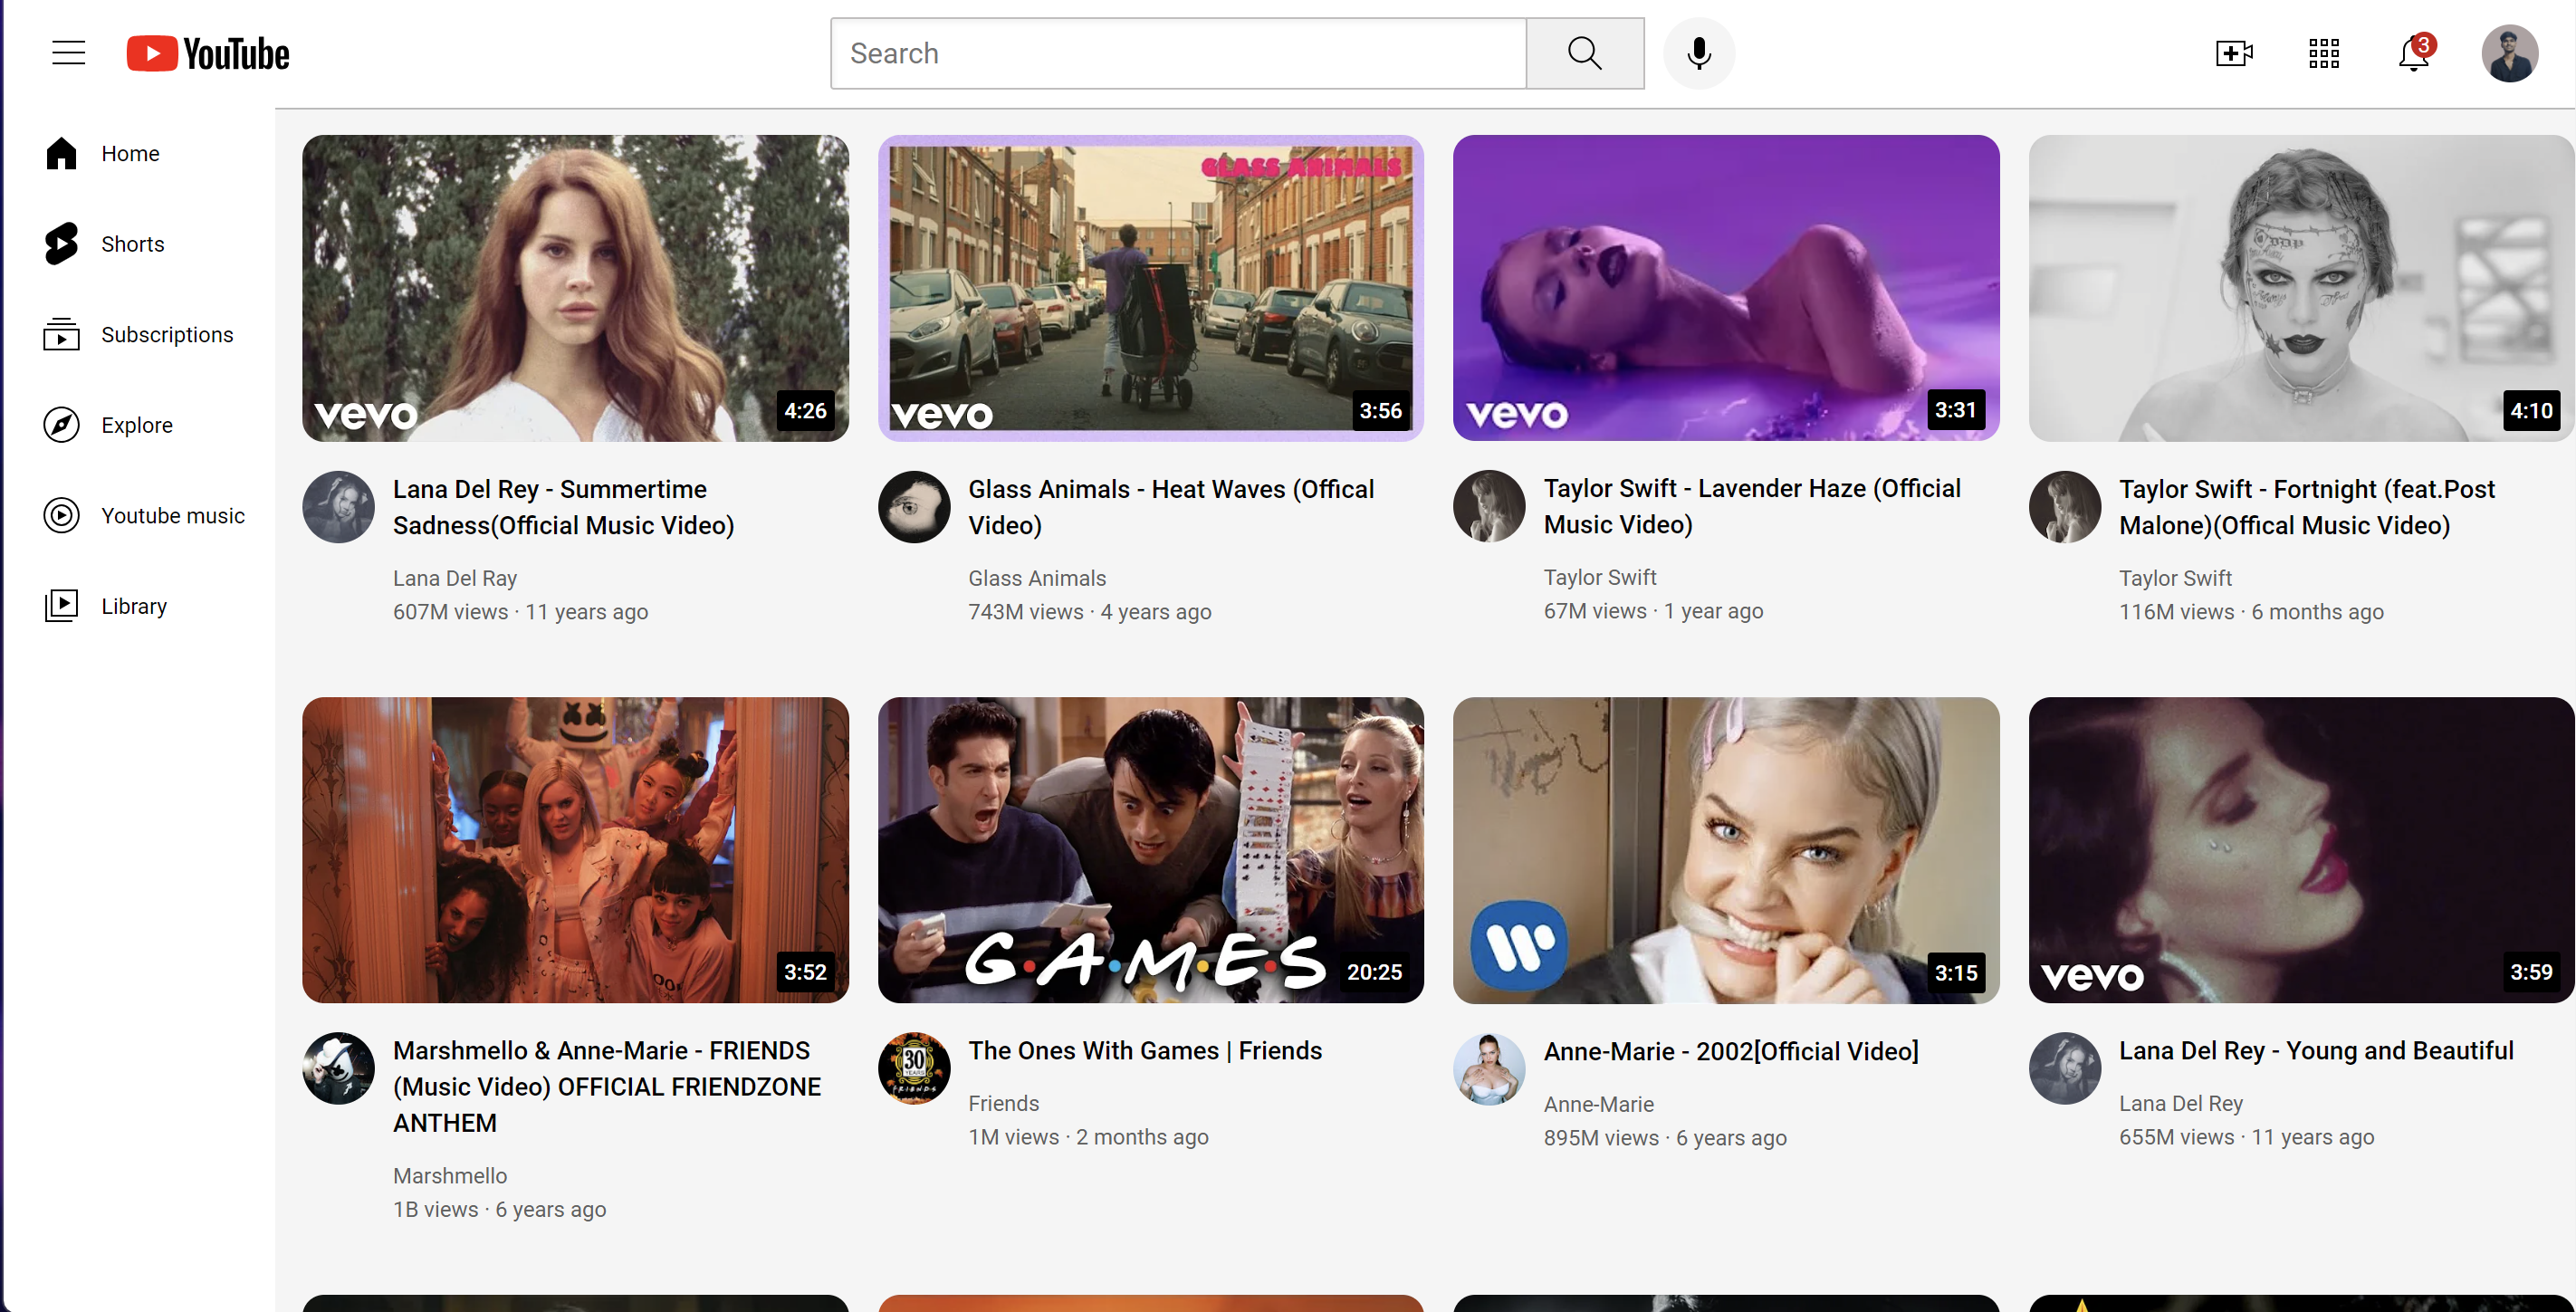 YouTube
Search
3
Home
Shorts
Subscriptions
Explore
Youtube music
Library
GLASS ANIMALS
vevo
4:26
vevo
3:56
vevo
3:31
4:10
Lana Del Rey - Summertime
Sadness(Official Music Video)
Lana Del Ray
607M views · 11 years ago
Glass Animals - Heat Waves (Offical
Video)
Glass Animals
743M views · 4 years ago
Taylor Swift - Lavender Haze (Official
Music Video)
Taylor Swift
67M views · 1 year ago
Taylor Swift - Fortnight (feat.Post
Malone)(Offical Music Video)
Taylor Swift
116M views · 6 months ago
3:52
G.A.M.E.S
20:25
3:15
vevo
3:59
Marshmello & Anne-Marie - FRIENDS
(Music Video) OFFICIAL FRIENDZONE
ANTHEM
Marshmello
1B views · 6 years ago
30
YEARS
FRIENDS
The Ones With Games | Friends
Friends
1M views · 2 months ago
Anne-Marie - 2002[Official Video]
Anne-Marie
895M views · 6 years ago
Lana Del Rey - Young and Beautiful
Lana Del Rey
655M views · 11 years ago